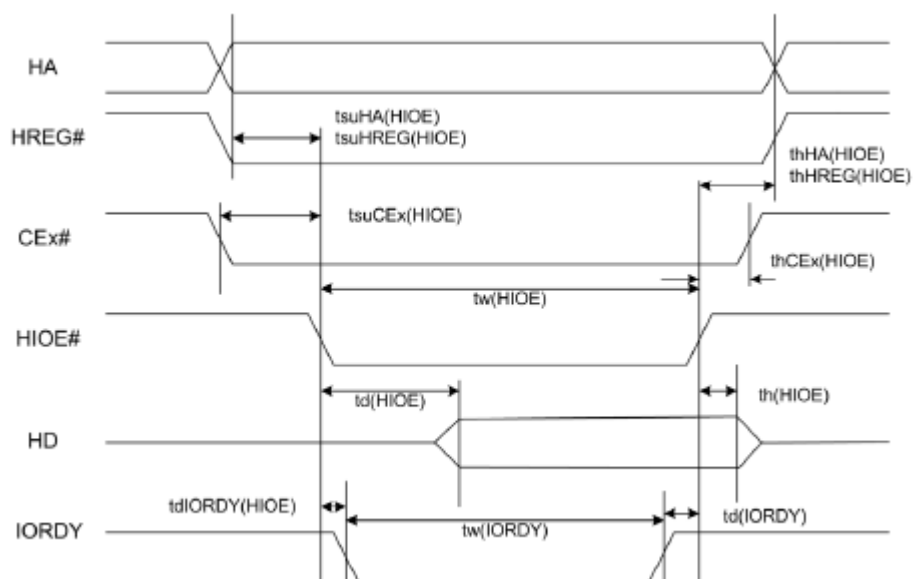 HA
HREG#
tsuHA(HIOE)
tsuHREG(HIOE)
thHA(HIOE)
thHREG(HIOE)
CEx#
tsuCEx(HIOE)
thCEx(HIOE)
tw(HIOE)
HIOE#
td(HIOE)
th(HIOE)
HD
tdIORDY(HIOE)
tw(IORDY)
td(IORDY)
IORDY